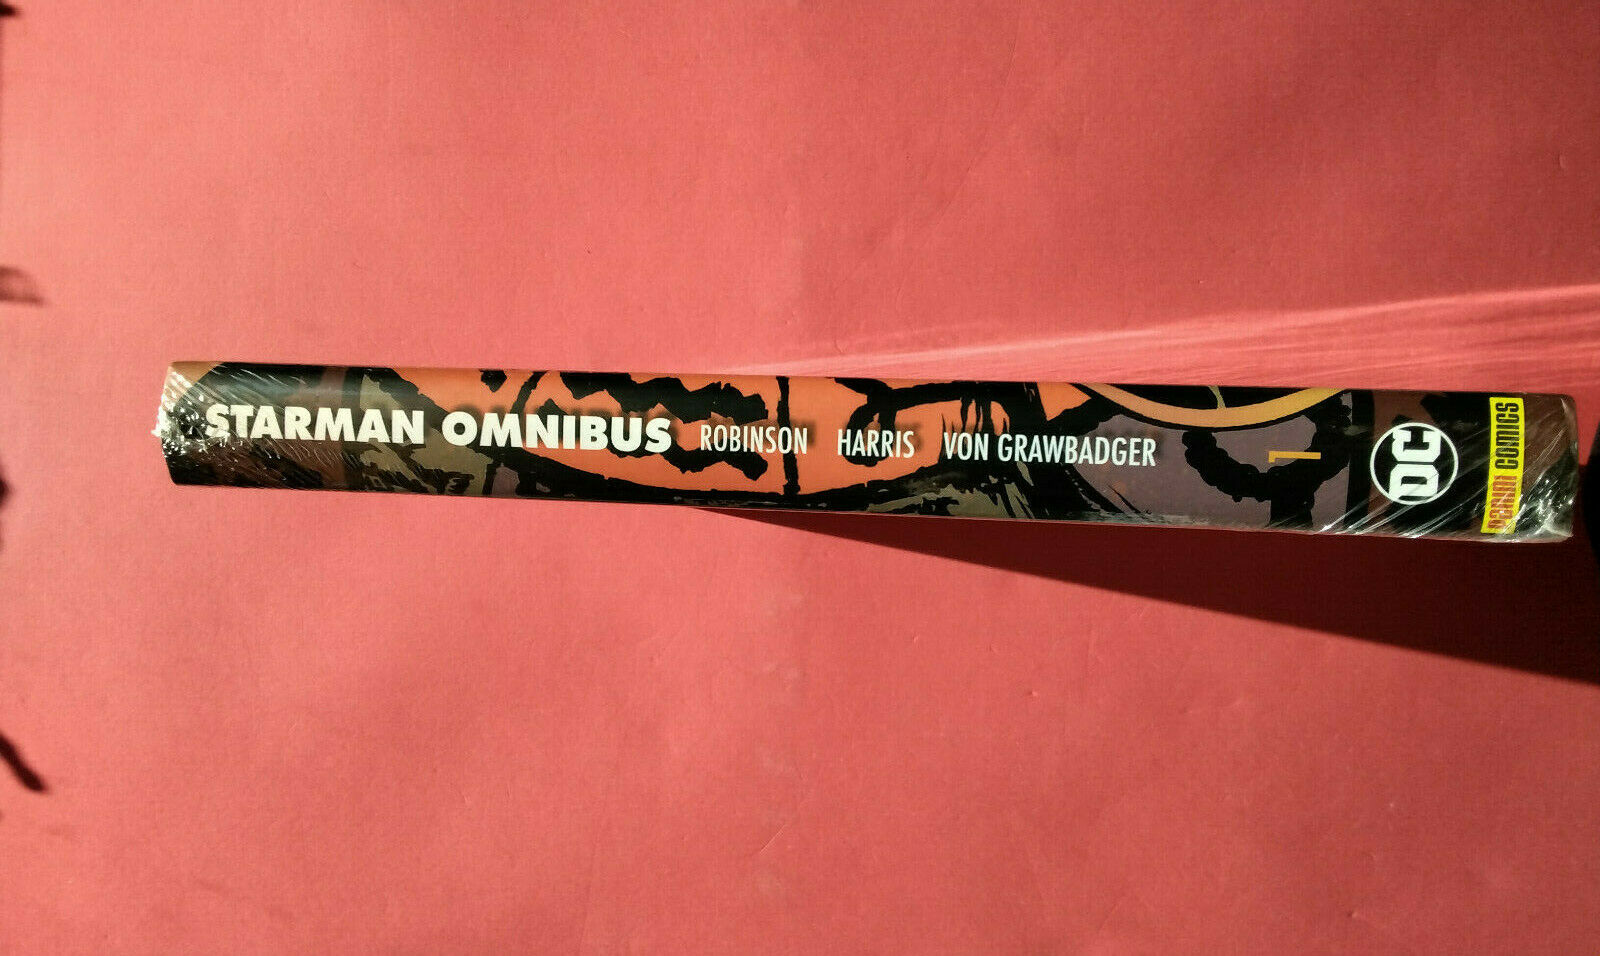 STARMAN OMNIBUS ROBINSON HARRIS VON GRAWBADGER
1
DC
PANINI COMICS